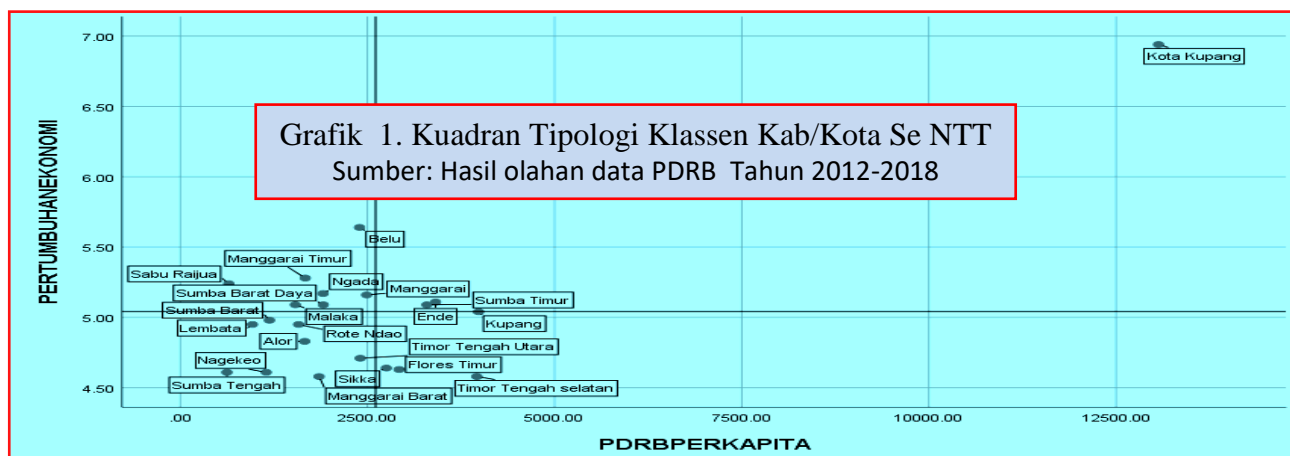 7.00
Kota Kupang
6.50
Grafik 1. Kuadran Tipologi Klassen Kab/Kota Se NTT
Sumber: Hasil olahan data PDRB Tahun 2012-2018
6.00
PERTUMBUHANEKONOMI
Belu
5.50
Manggarai Timur
Sabu Raijua
Ngada
Manggarai
Sumba Barat Daya
Sumba Timur
Sumba Barat
Malaka
Ende
Kupang
5.00
Lembata
Rote Ndao
Alor
Timor Tengah Utara
Nagekeo
Flores Timur
Sikka
Sumba Tengah
Timor Tengah selatan
4.50
Manggarai Barat
.00
2500.00
5000.00
7500.00
10000.00
12500.00
PDRBPERKAPITA